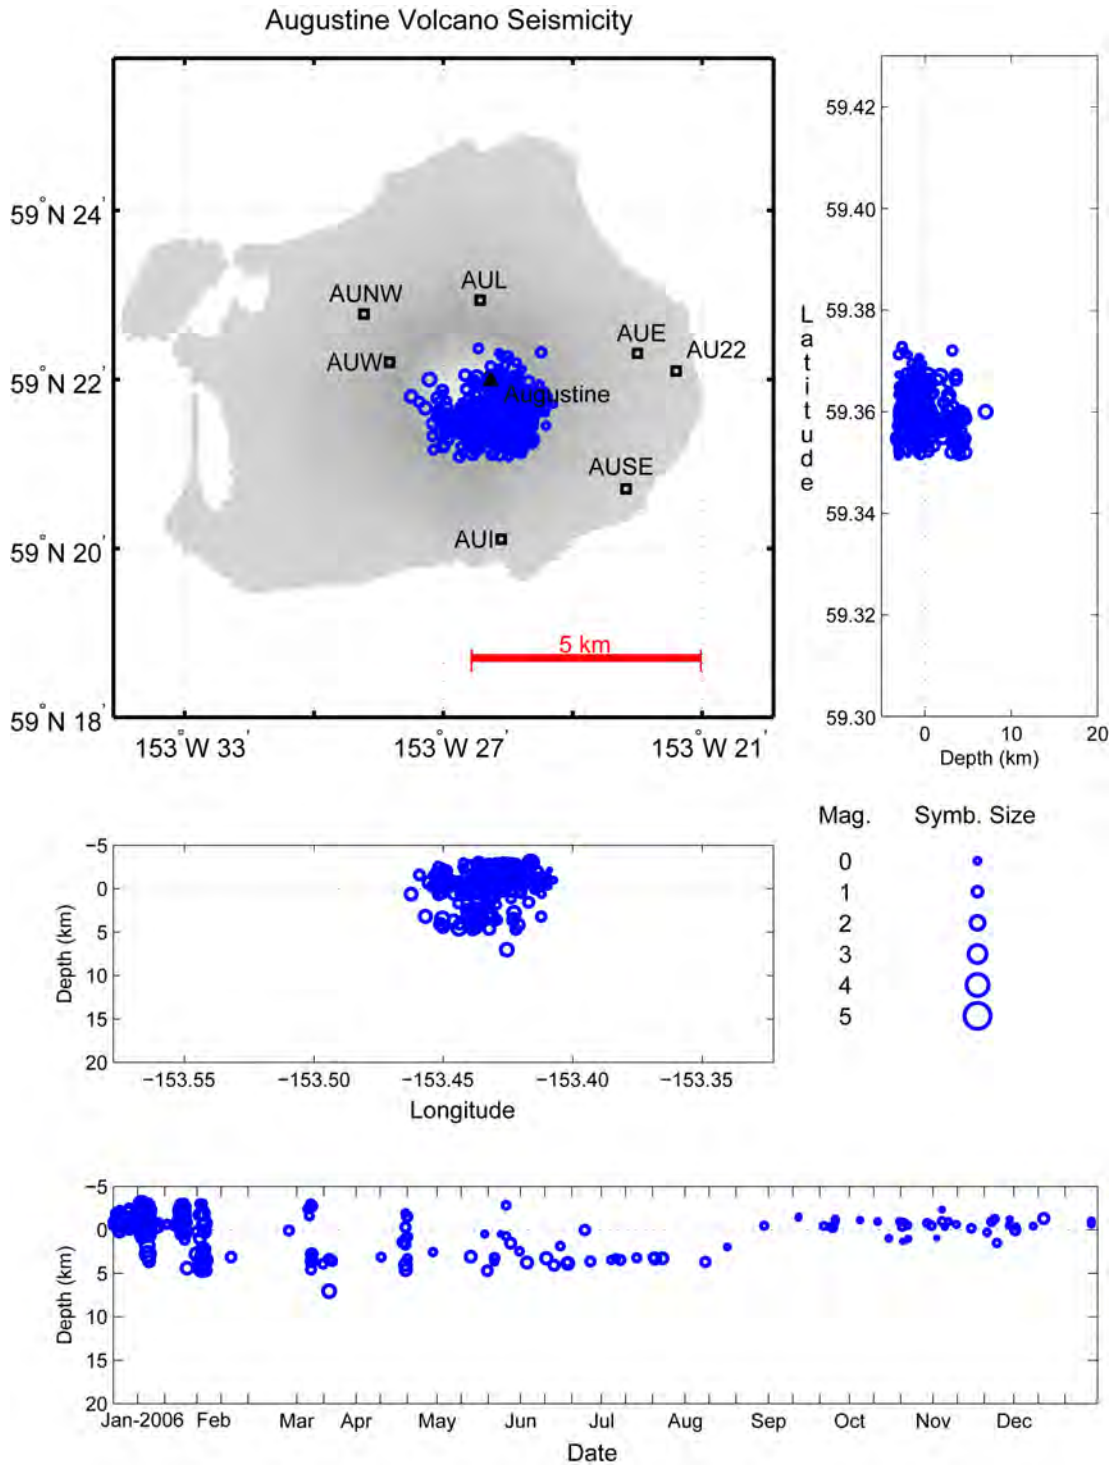 Augustine Volcano Seismicity
59°N 24'
59°N 22'
59°N 20'
59°N 18'
153°W 33'
153°W 27'
153°W 21'
AUNW
AUL
AUW
AUE
AU22
Augustine
AUSE
AUI
5 km
Latitude
59.42
59.40
59.38
59.36
59.34
59.32
59.30
0
10
20
Depth (km)
Mag. Symb. Size
0
1
2
3
4
5
Depth (km)
−5
0
5
10
15
20
−153.55 −153.50 −153.45 −153.40 −153.35
Longitude
Depth (km)
−5
0
5
10
15
20
Jan-2006 Feb Mar Apr May Jun Jul Aug Sep Oct Nov Dec
Date